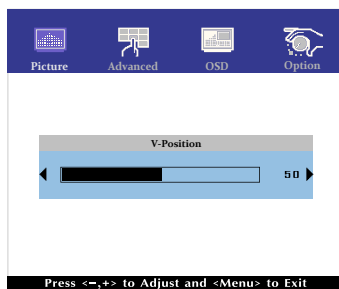 Picture Advanced OSD Option
V-Position
50
Press <−,+> to Adjust and <Menu> to Exit